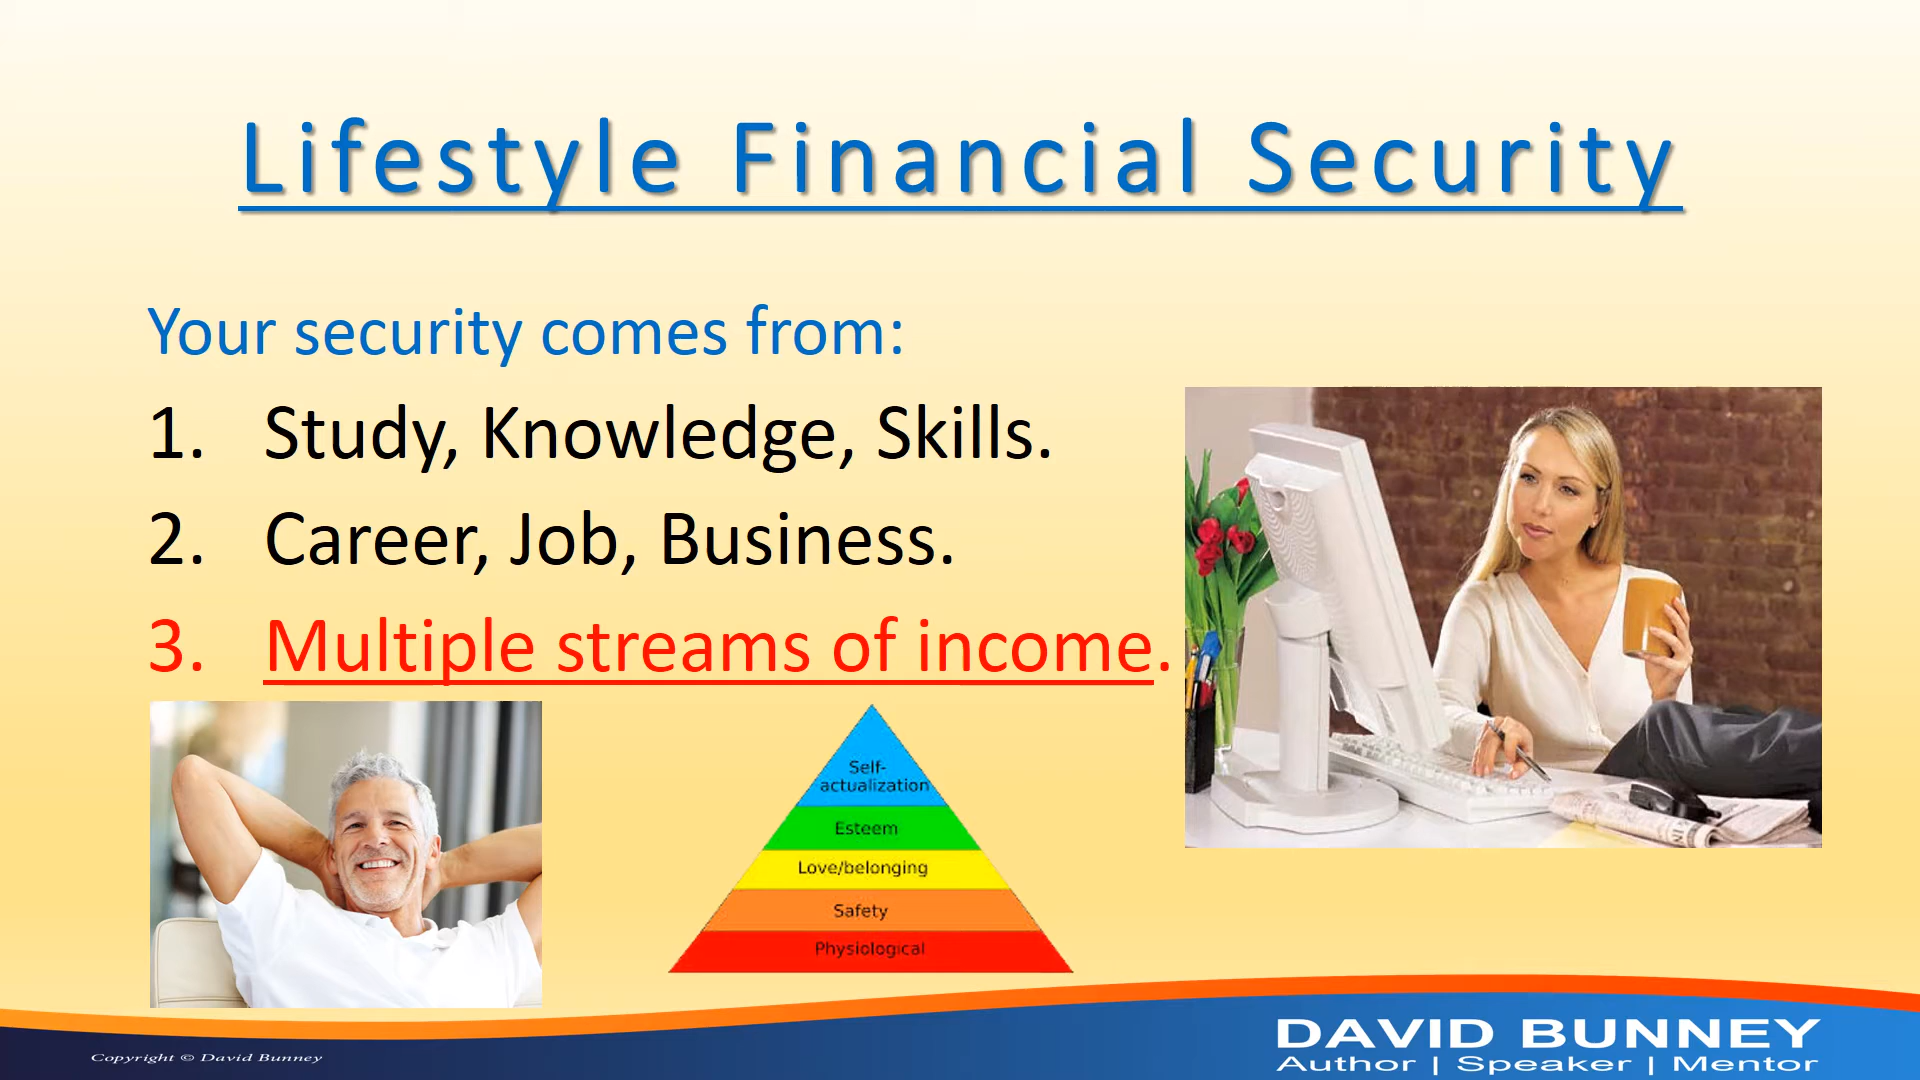 Lifestyle Financial Security
Your security comes from:
1. Study, Knowledge, Skills.
2. Career, Job, Business.
3. Multiple streams of income.
Self-
actualization
Esteem
Love/belonging
Safety
Physiological
Copyright © David Bunney
DAVID BUNNEY
Author | Speaker | Mentor